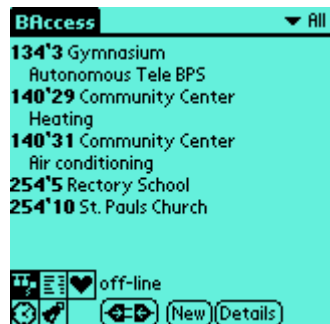 BAccess
All
134'3 Gymnasium
Autonomous Tele BPS
140'29 Community Center
Heating
140'31 Community Center
Air conditioning
254'5 Rectory School
254'10 St. Pauls Church
off-line
New Details